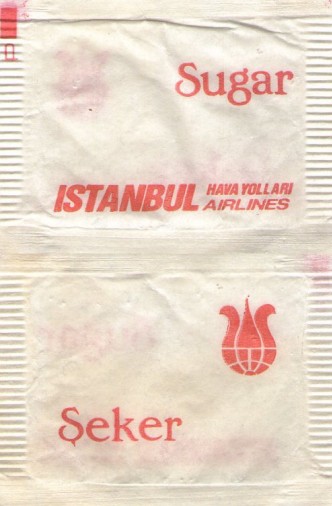 Sugar
ISTANBUL HAVA YOLLARI
AIRLINES
Şeker